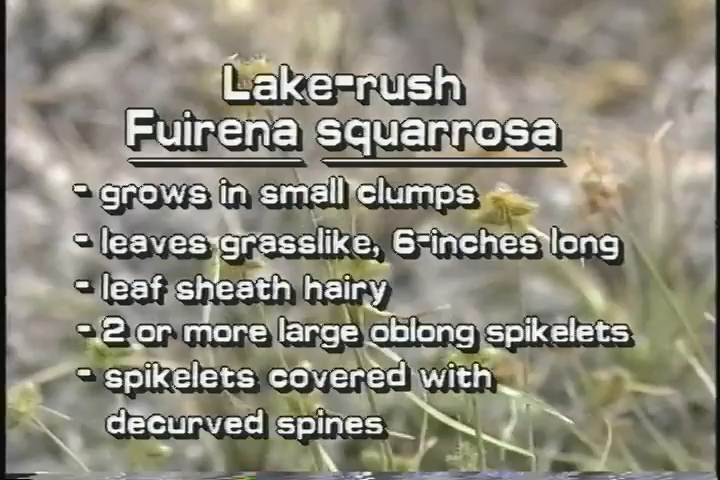 Lake-rush
Fuirena squarrosa
- grows in small clumps
- leaves grasslike, 6-inches long
- leaf sheath hairy
- 2 or more large oblong spikelets
- spikelets covered with
decurved spines